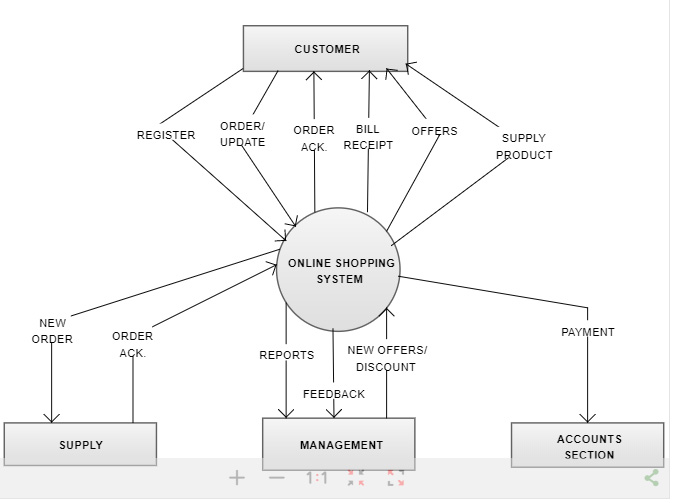 CUSTOMER
REGISTER
ORDER/
UPDATE
ORDER
ACK.
BILL
RECEIPT
OFFERS
SUPPLY
PRODUCT
ONLINE SHOPPING
SYSTEM
NEW
ORDER
ORDER
ACK.
REPORTS
FEEDBACK
NEW OFFERS/
DISCOUNT
PAYMENT
SUPPLY
MANAGEMENT
ACCOUNTS
SECTION
1:1